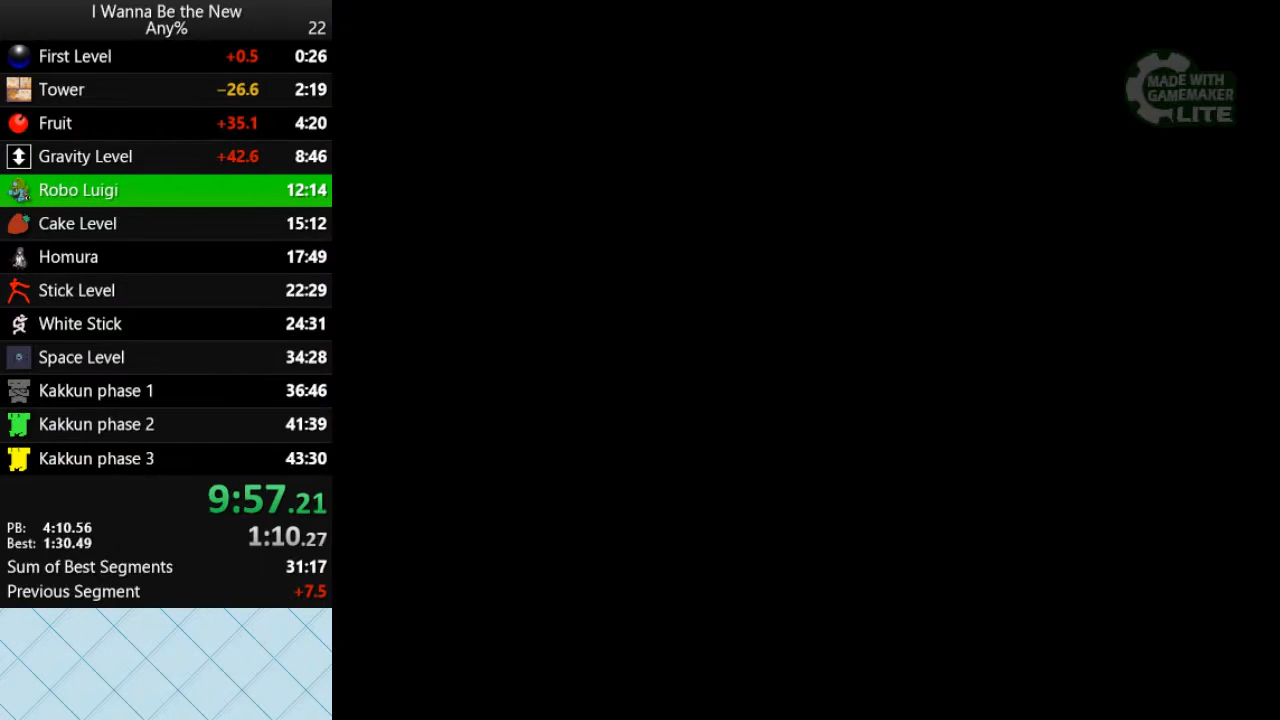 I Wanna Be the New
Any% 22
First Level +0.5 0:26
Tower −26.6 2:19
Fruit +35.1 4:20
Gravity Level +42.6 8:46
Robo Luigi 12:14
Cake Level 15:12
Homura 17:49
Stick Level 22:29
White Stick 24:31
Space Level 34:28
Kakkun phase 1 36:46
Kakkun phase 2 41:39
Kakkun phase 3 43:30
9:57.21
PB: 4:10.56
Best: 1:30.49
1:10.27
Sum of Best Segments 31:17
Previous Segment +7.5
MADE WITH
GAMEMAKER
LITE